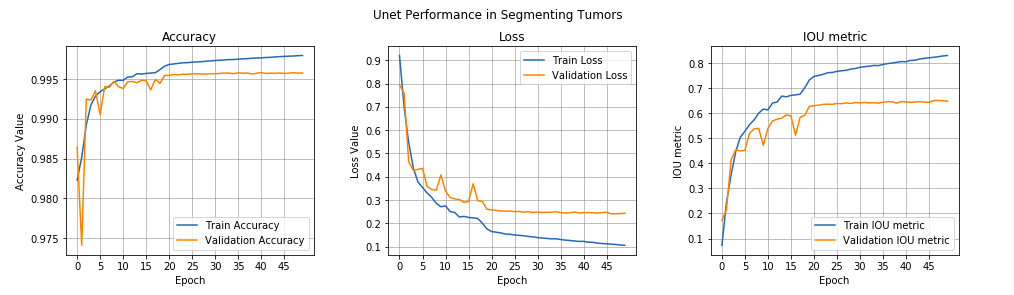 Unet Performance in Segmenting Tumors
Accuracy
Accuracy Value
0.995
0.990
0.985
0.980
0.975
Train Accuracy
Validation Accuracy
0 5 10 15 20 25 30 35 40 45
Epoch
Loss
Loss Value
0.9
0.8
0.7
0.6
0.5
0.4
0.3
0.2
0.1
Train Loss
Validation Loss
0 5 10 15 20 25 30 35 40 45
Epoch
IOU metric
IOU metric
0.8
0.7
0.6
0.5
0.4
0.3
0.2
0.1
Train IOU metric
Validation IOU metric
0 5 10 15 20 25 30 35 40 45
Epoch